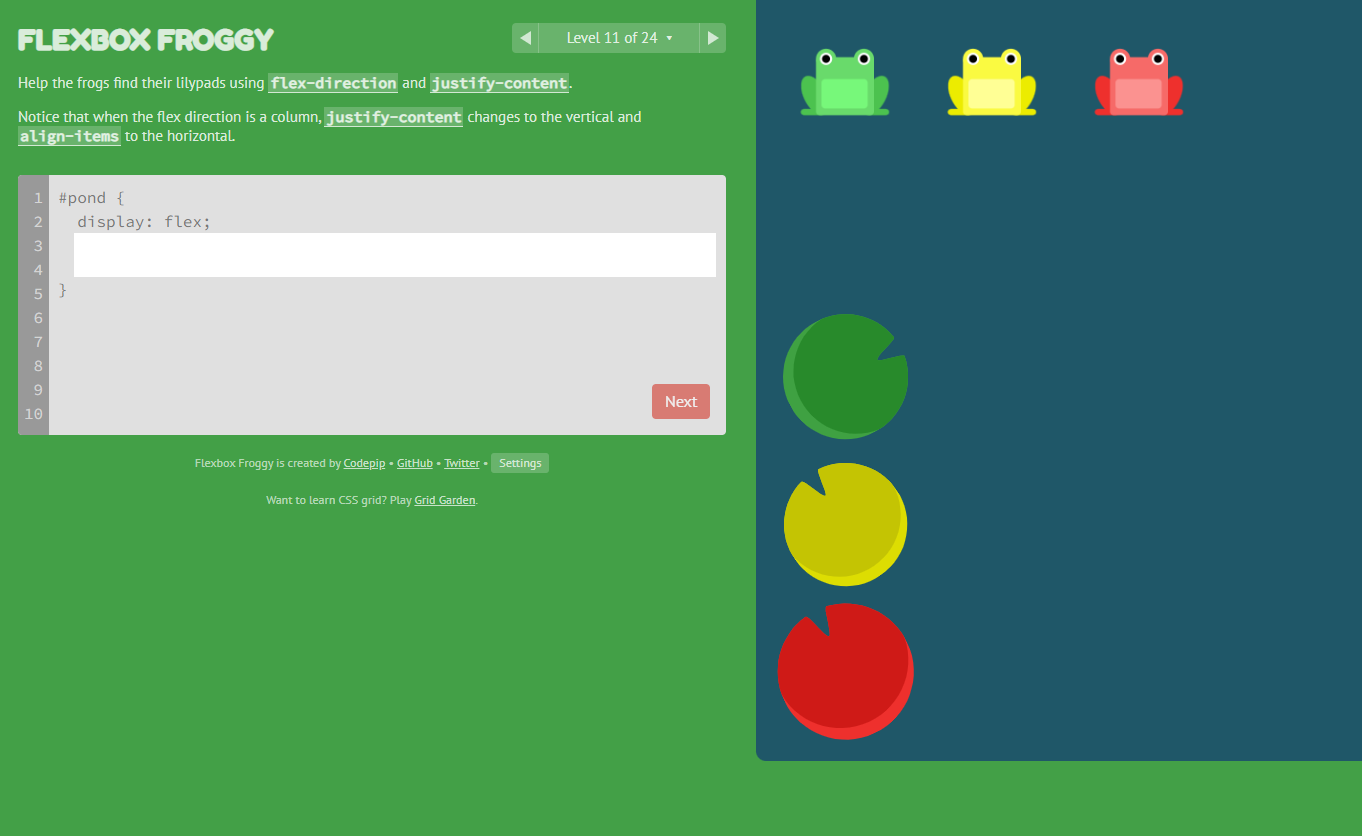 FLEXBOX FROGGY
Level 11 of 24
Help the frogs find their lilypads using flex-direction and justify-content.
Notice that when the flex direction is a column, justify-content changes to the vertical and
align-items to the horizontal.
1 #pond {
2 display: flex;
3
4
5 }
6
7
8
9
10
Next
Flexbox Froggy is created by Codepip • GitHub • Twitter • Settings
Want to learn CSS grid? Play Grid Garden.